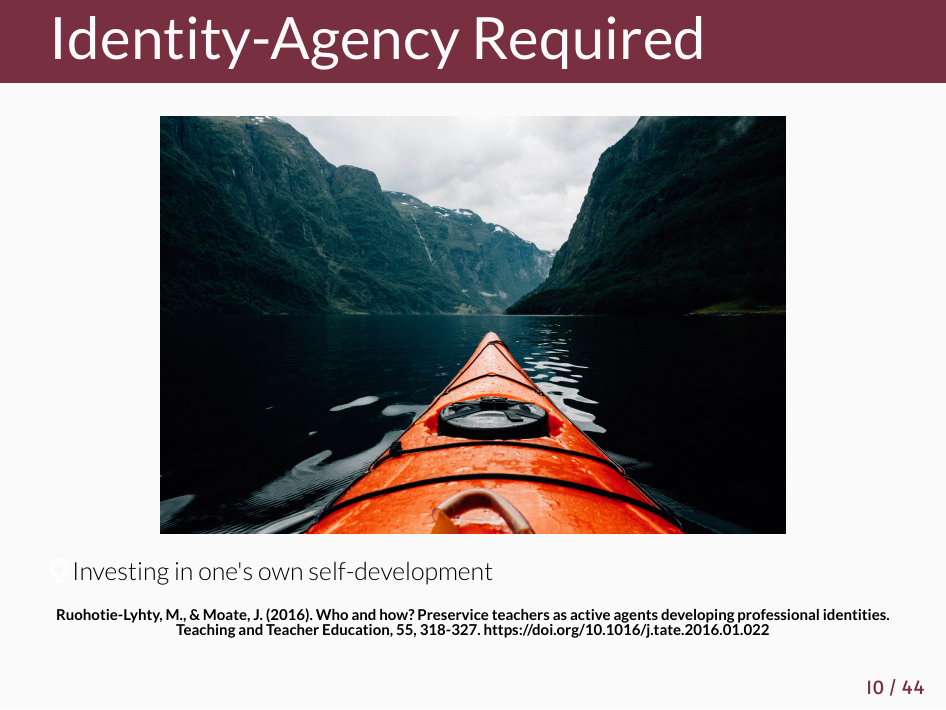 Identity-Agency Required
Investing in one's own self-development
Ruohotie-Lyhty, M., & Moate, J. (2016). Who and how? Preservice teachers as active agents developing professional identities.
Teaching and Teacher Education, 55, 318-327. https://doi.org/10.1016/j.tate.2016.01.022
10 / 44